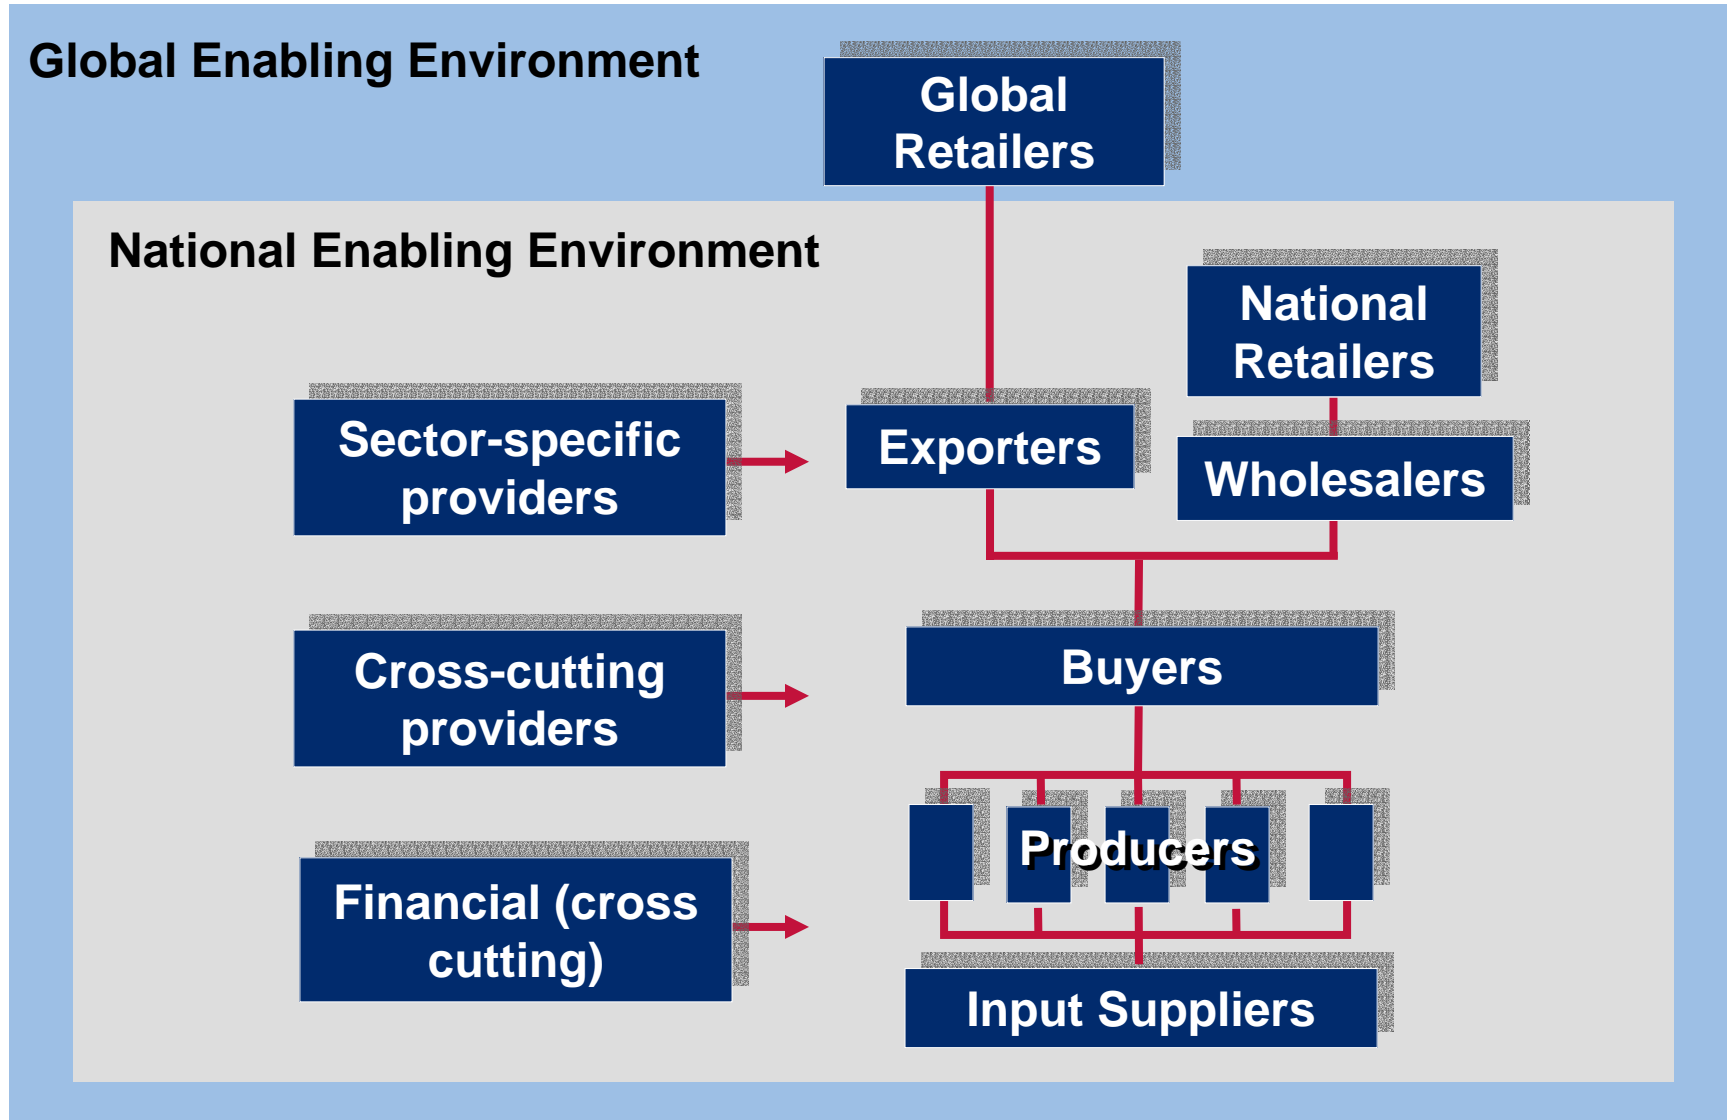 Global Enabling Environment
Global
Retailers
National Enabling Environment
National
Retailers
Sector-specific
providers
Exporters
Wholesalers
Cross-cutting
providers
Buyers
Producers
Financial (cross
cutting)
Input Suppliers